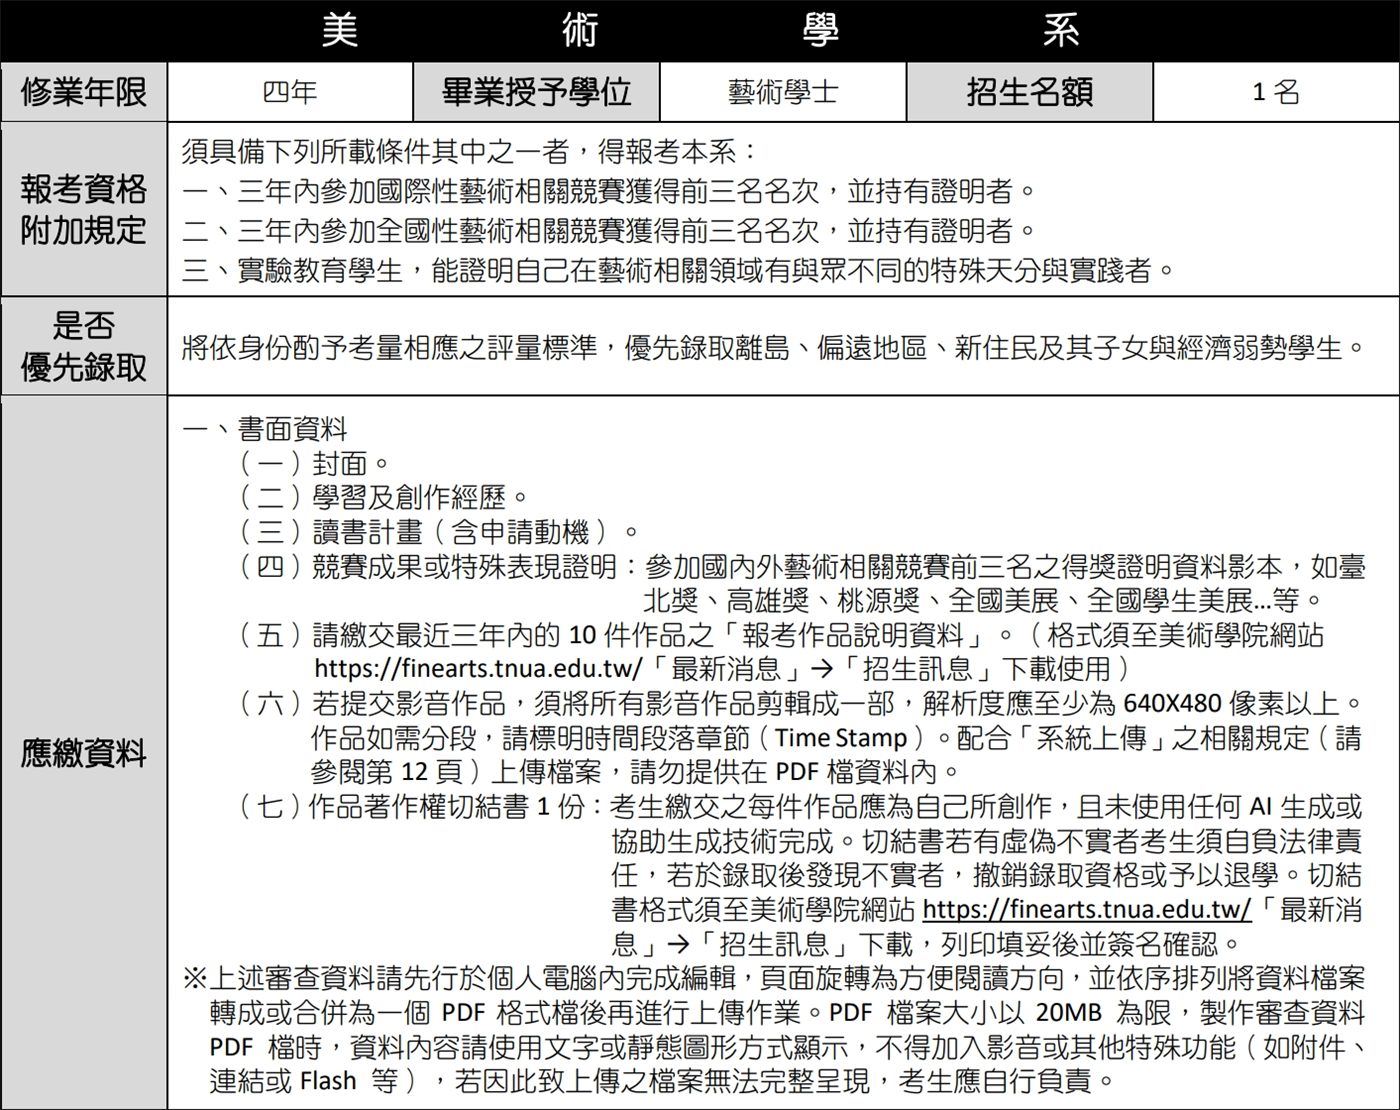 美術學系
修業年限 四年 畢業授予學位 藝術學士 招生名額 1 名
報考資格
附加規定
須具備下列所載條件其中之一者，得報考本系：
一、三年內參加國際性藝術相關競賽獲得前三名名次，並持有證明者。
二、三年內參加全國性藝術相關競賽獲得前三名名次，並持有證明者。
三、實驗教育學生，能證明自己在藝術相關領域有與眾不同的特殊天分與實踐者。
是否
優先錄取
將依身份酌予考量相應之評量標準，優先錄取離島、偏遠地區、新住民及其子女與經濟弱勢學生。
應繳資料
一、書面資料
（一）封面。
（二）學習及創作經歷。
（三）讀書計畫（含申請動機）。
（四）競賽成果或特殊表現證明：參加國內外藝術相關競賽前三名之得獎證明資料影本，如臺
北獎、高雄獎、桃源獎、全國美展、全國學生美展...等。
（五）請繳交最近三年內的 10 件作品之「報考作品說明資料」。（格式須至美術學院網站
https://finearts.tnua.edu.tw/「最新消息」→「招生訊息」下載使用）
（六）若提交影音作品，須將所有影音作品剪輯成一部，解析度應至少為 640X480 像素以上。
作品如需分段，請標明時間段落章節（Time Stamp）。配合「系統上傳」之相關規定（請
參閱第 12 頁）上傳檔案，請勿提供在 PDF 檔資料內。
（七）作品著作權切結書 1 份：考生繳交之每件作品應為自己所創作，且未使用任何 AI 生成或
協助生成技術完成。切結書若有虛偽不實者考生須自負法律責
任，若於錄取後發現不實者，撤銷錄取資格或予以退學。切結
書格式須至美術學院網站 https://finearts.tnua.edu.tw/「最新消
息」→「招生訊息」下載，列印填妥後並簽名確認。
※上述審查資料請先行於個人電腦內完成編輯，頁面旋轉為方便閱讀方向，並依序排列將資料檔案
轉成或合併為一個 PDF 格式檔後再進行上傳作業。PDF 檔案大小以 20MB 為限，製作審查資料
PDF 檔時，資料內容請使用文字或靜態圖形方式顯示，不得加入影音或其他特殊功能（如附件、
連結或 Flash 等），若因此致上傳之檔案無法完整呈現，考生應自行負責。